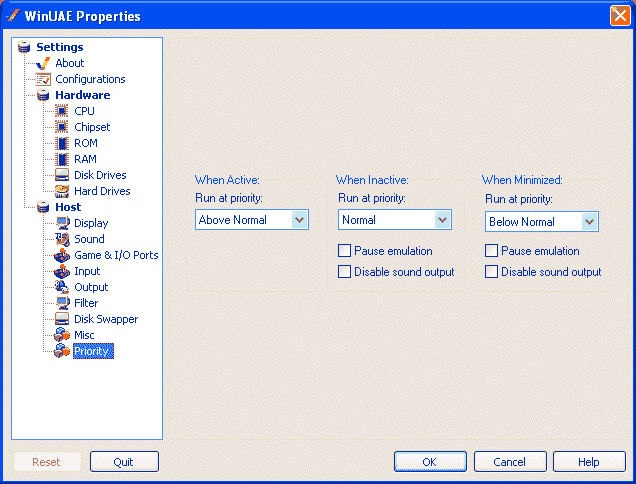 WinUAE Properties
Settings
About
Configurations
Hardware
CPU
Chipset
ROM
RAM
Disk Drives
Hard Drives
Host
Display
Sound
Game & I/O Ports
Input
Output
Filter
Disk Swapper
Misc
Priority
When Active:
Run at priority:
Above Normal
When Inactive:
Run at priority:
Normal
Pause emulation
Disable sound output
When Minimized:
Run at priority:
Below Normal
Pause emulation
Disable sound output
Reset
Quit
OK
Cancel
Help